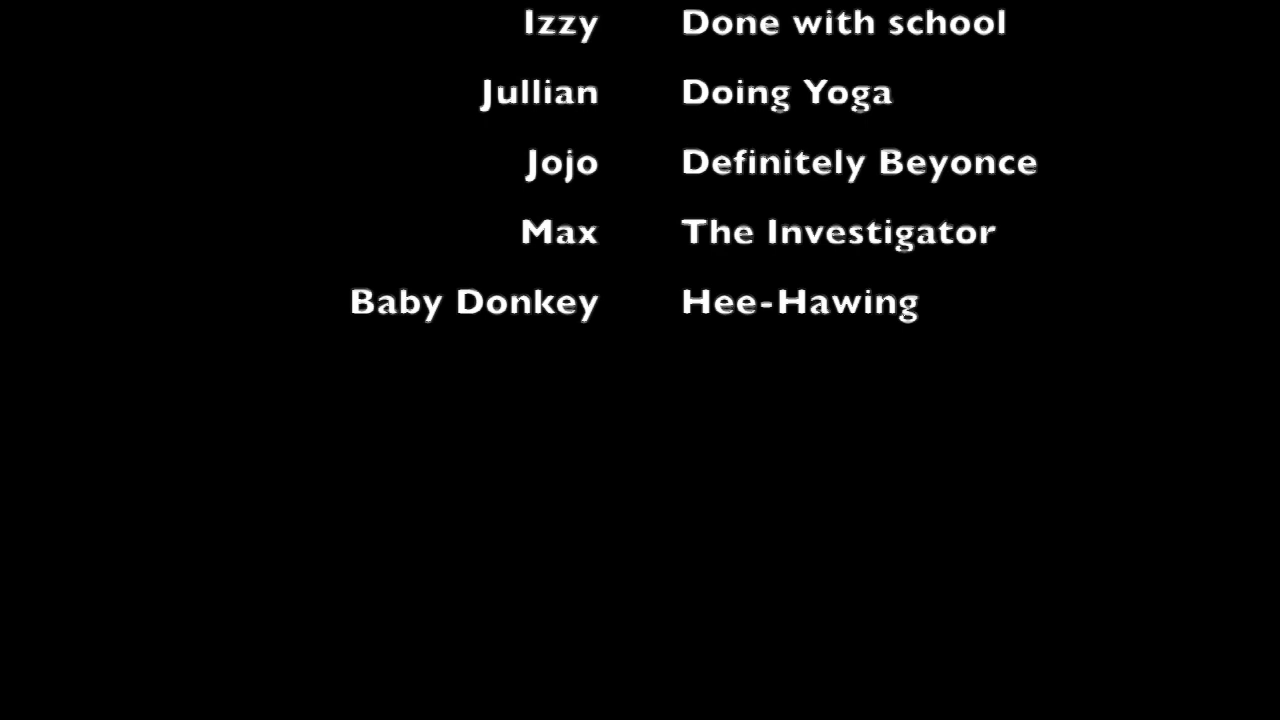 Izzy Done with school
Jullian Doing Yoga
Jojo Definitely Beyonce
Max The Investigator
Baby Donkey Hee-Hawing